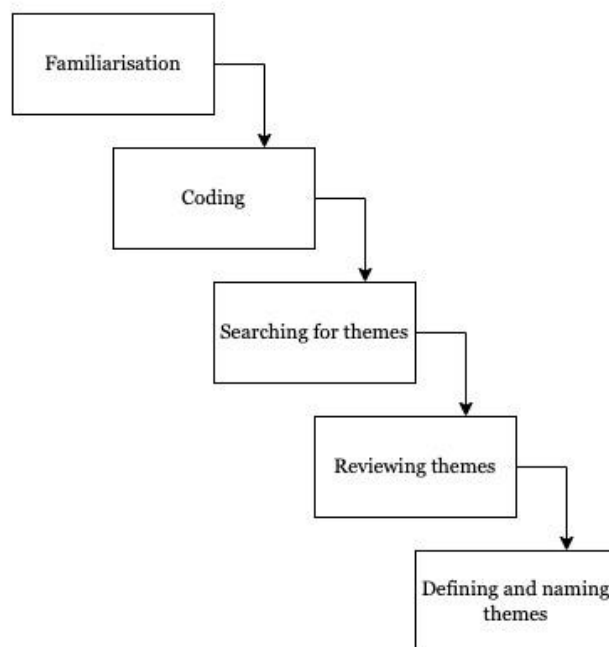 Familiarisation
Coding
Searching for themes
Reviewing themes
Defining and naming
themes